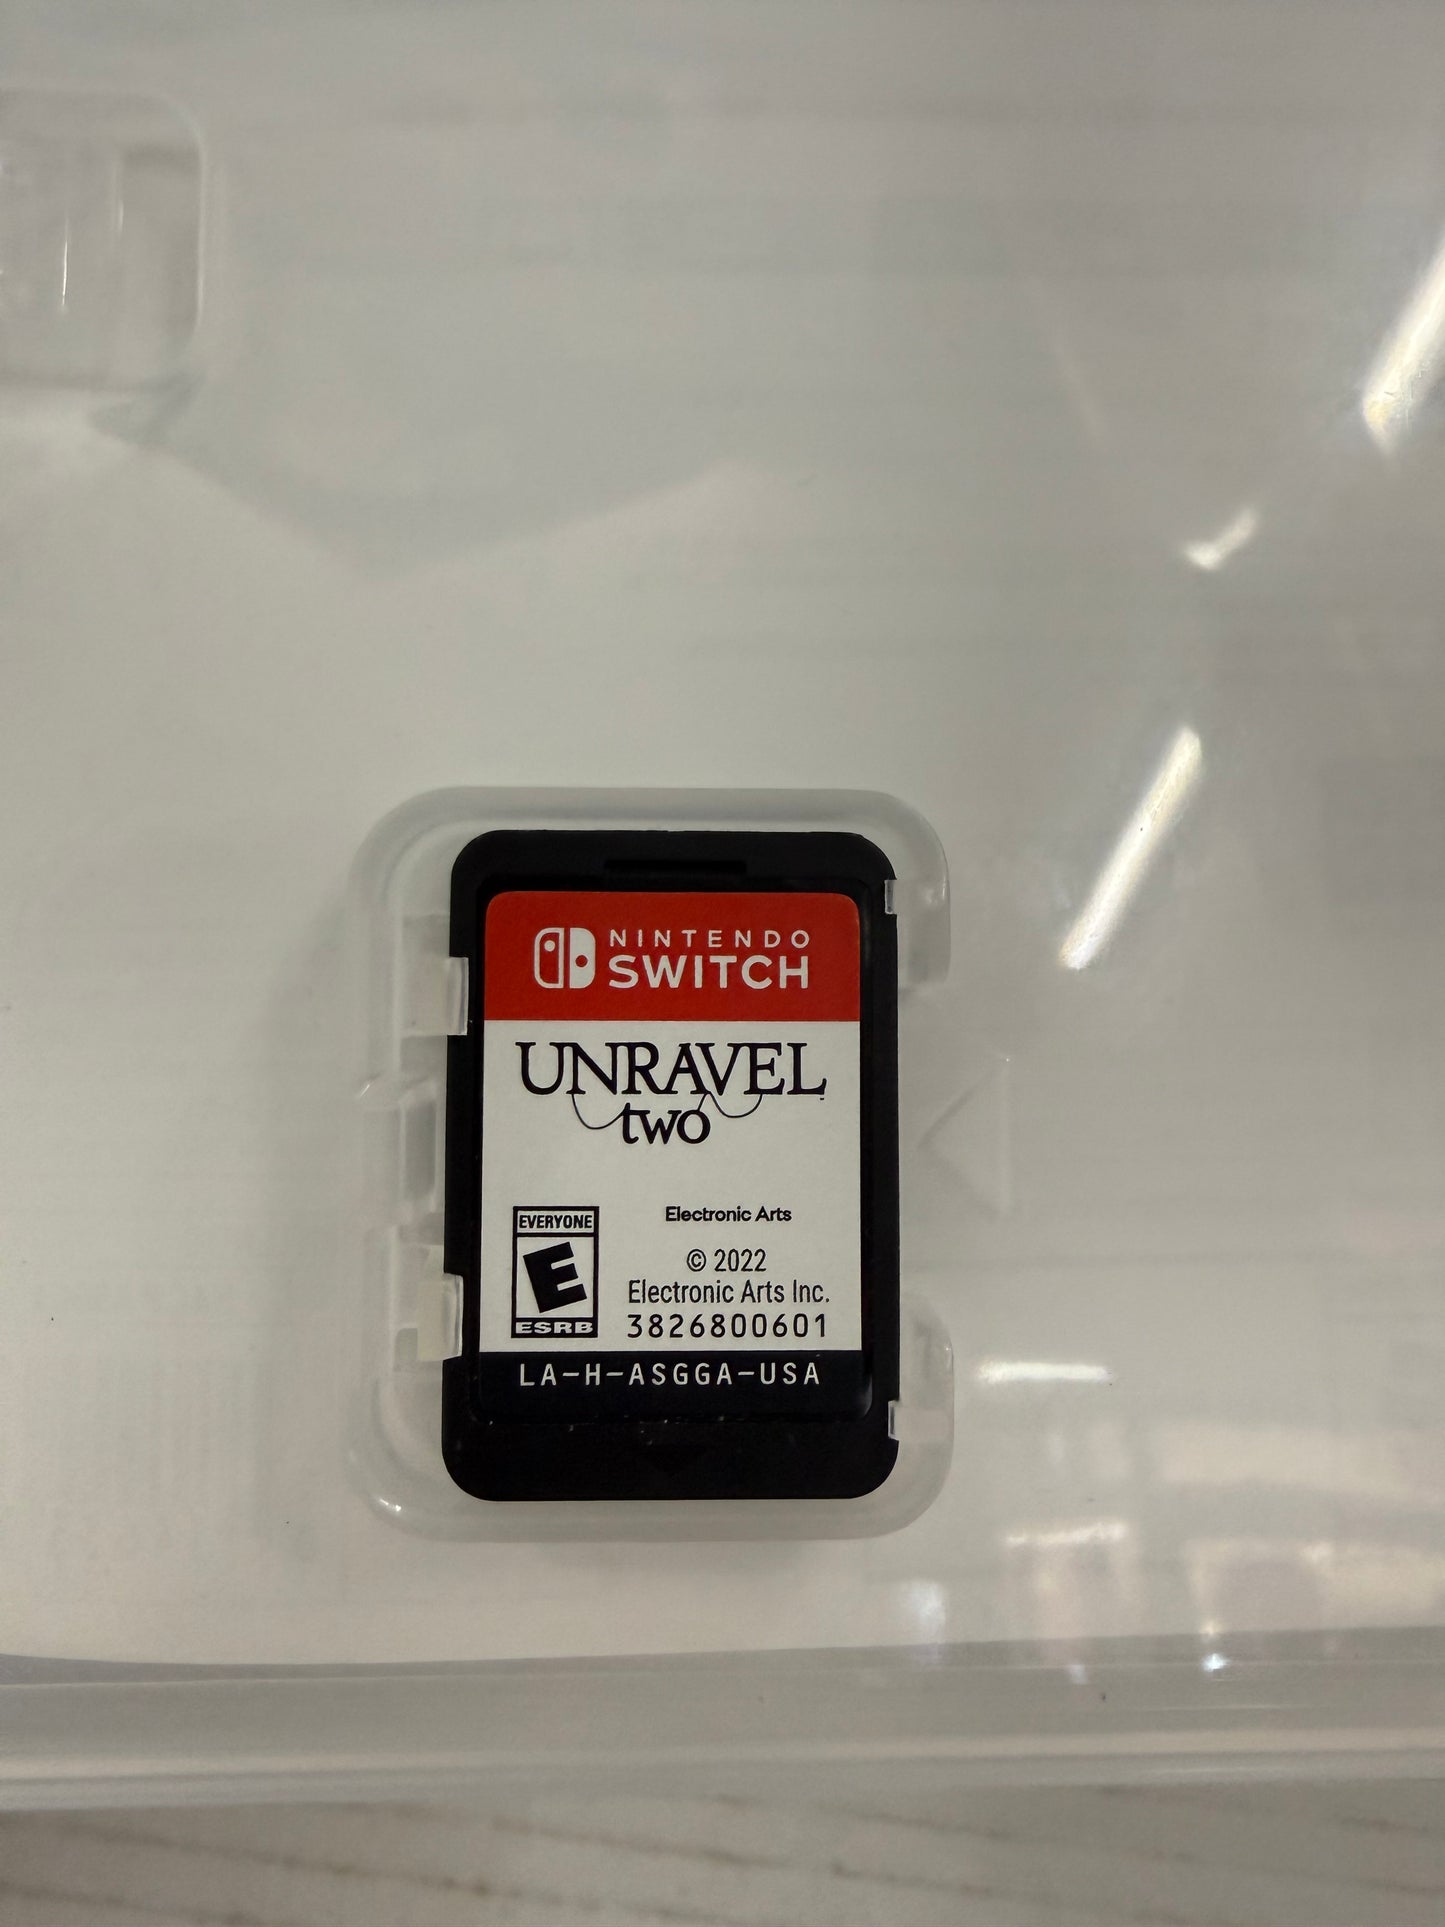 NINTENDO
SWITCH
UNRAVEL
two
Electronic Arts
EVERYONE
E
ESRB
© 2022
Electronic Arts Inc.
3826800601
LA-H-ASGGA-USA